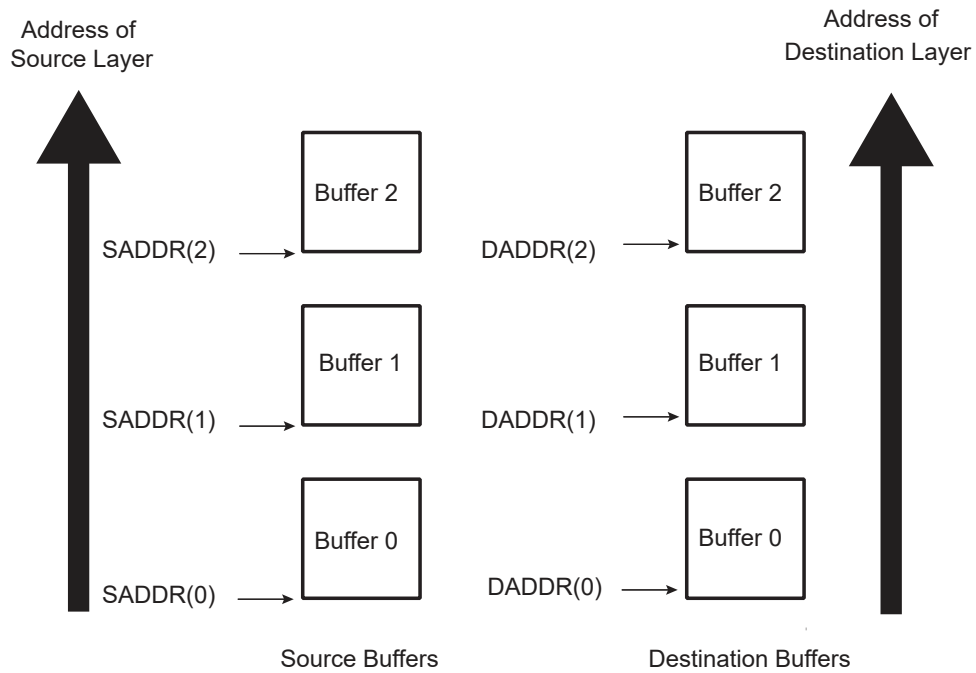 Address of
Source Layer
Address of
Destination Layer
Buffer 2
Buffer 2
SADDR(2)
DADDR(2)
Buffer 1
Buffer 1
SADDR(1)
DADDR(1)
Buffer 0
Buffer 0
SADDR(0)
DADDR(0)
Source Buffers
Destination Buffers